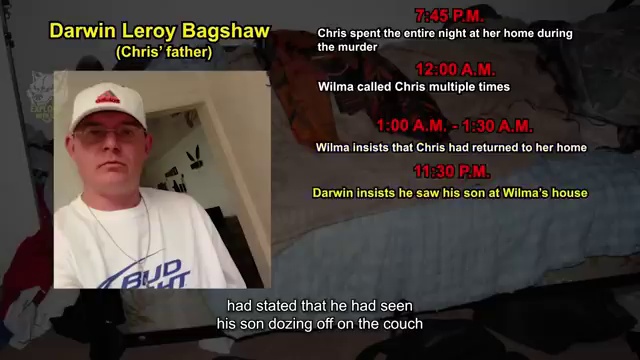 Darwin Leroy Bagshaw
(Chris' father)
7:45 P.M.
Chris spent the entire night at her home during
the murder
12:00 A.M.
Wilma called Chris multiple times
1:00 A.M. - 1:30 A.M.
Wilma insists that Chris had returned to her home
11:30 P.M.
Darwin insists he saw his son at Wilma's house
BUD
LIGHT
had stated that he had seen
his son dozing off on the couch